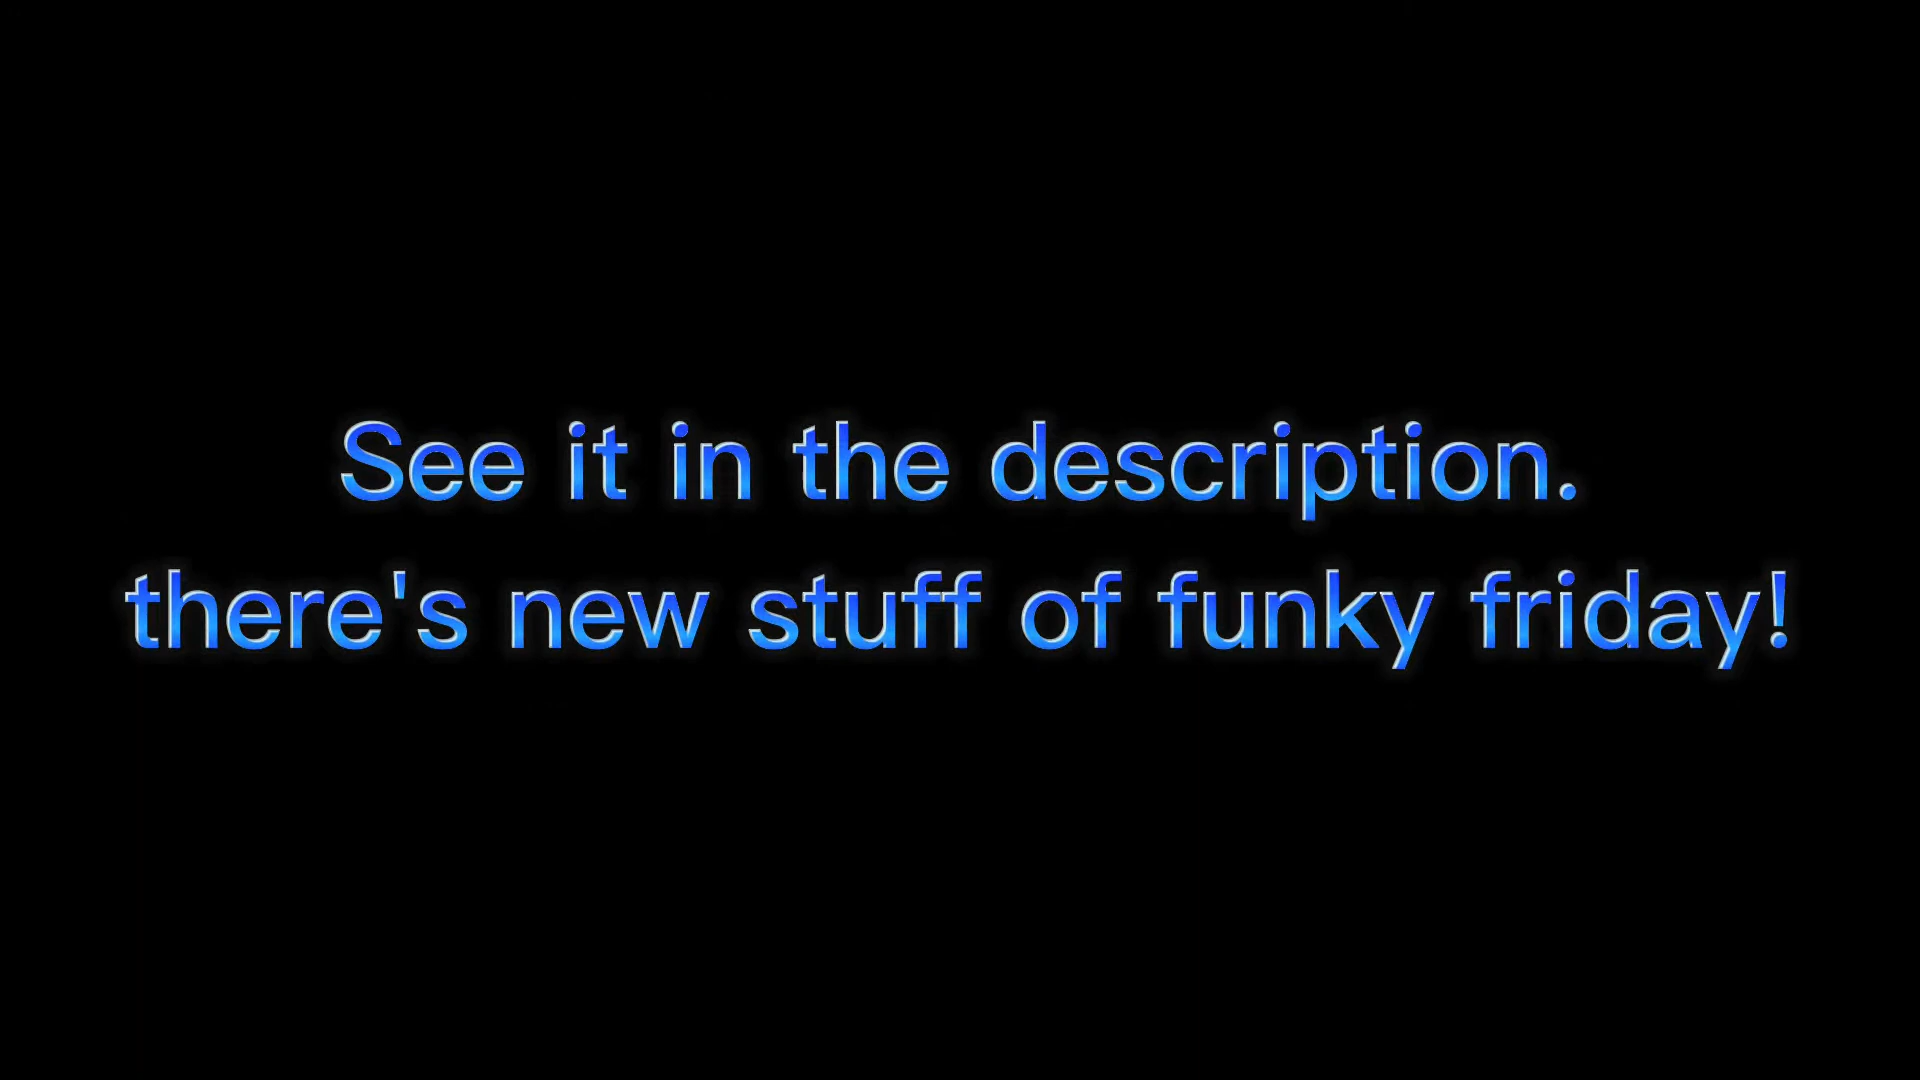 See it in the description.
there's new stuff of funky friday!